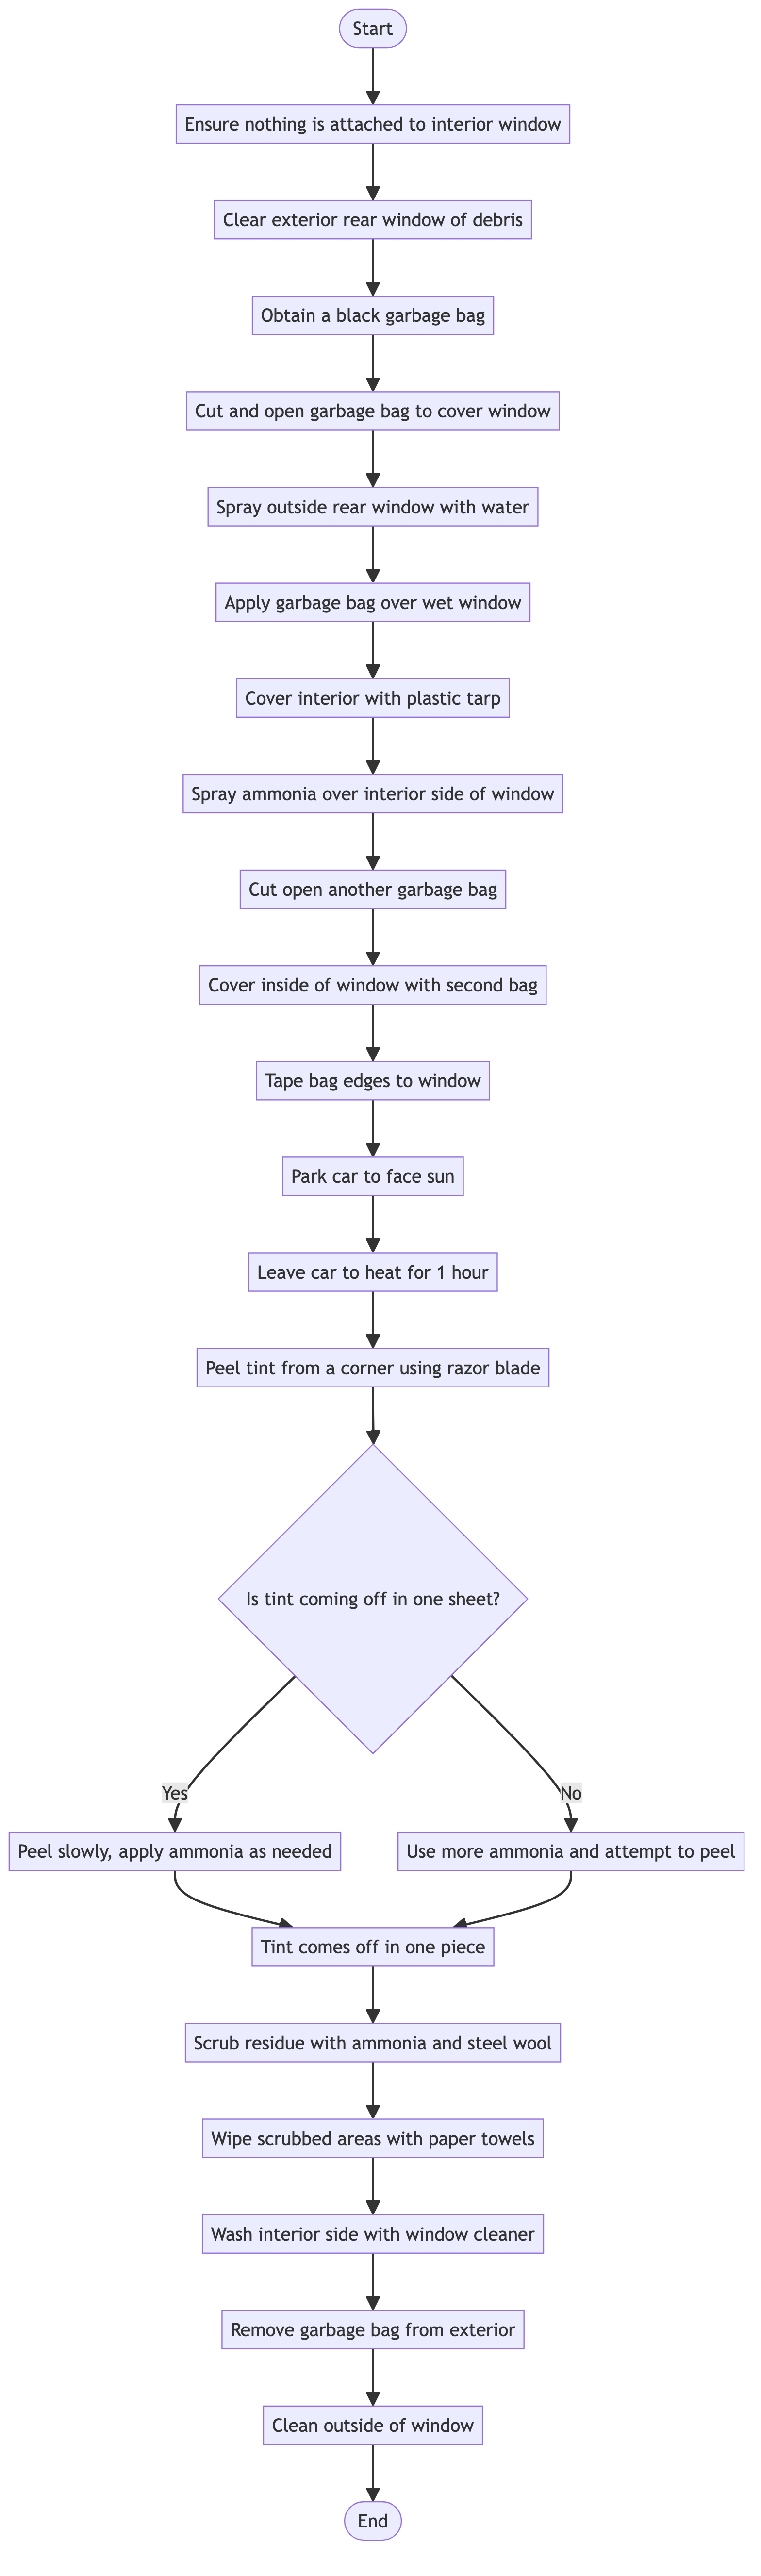 Start
Ensure nothing is attached to interior window
Clear exterior rear window of debris
Obtain a black garbage bag
Cut and open garbage bag to cover window
Spray outside rear window with water
Apply garbage bag over wet window
Cover interior with plastic tarp
Spray ammonia over interior side of window
Cut open another garbage bag
Cover inside of window with second bag
Tape bag edges to window
Park car to face sun
Leave car to heat for 1 hour
Peel tint from a corner using razor blade
Is tint coming off in one sheet?
Yes
No
Peel slowly, apply ammonia as needed
Use more ammonia and attempt to peel
Tint comes off in one piece
Scrub residue with ammonia and steel wool
Wipe scrubbed areas with paper towels
Wash interior side with window cleaner
Remove garbage bag from exterior
Clean outside of window
End